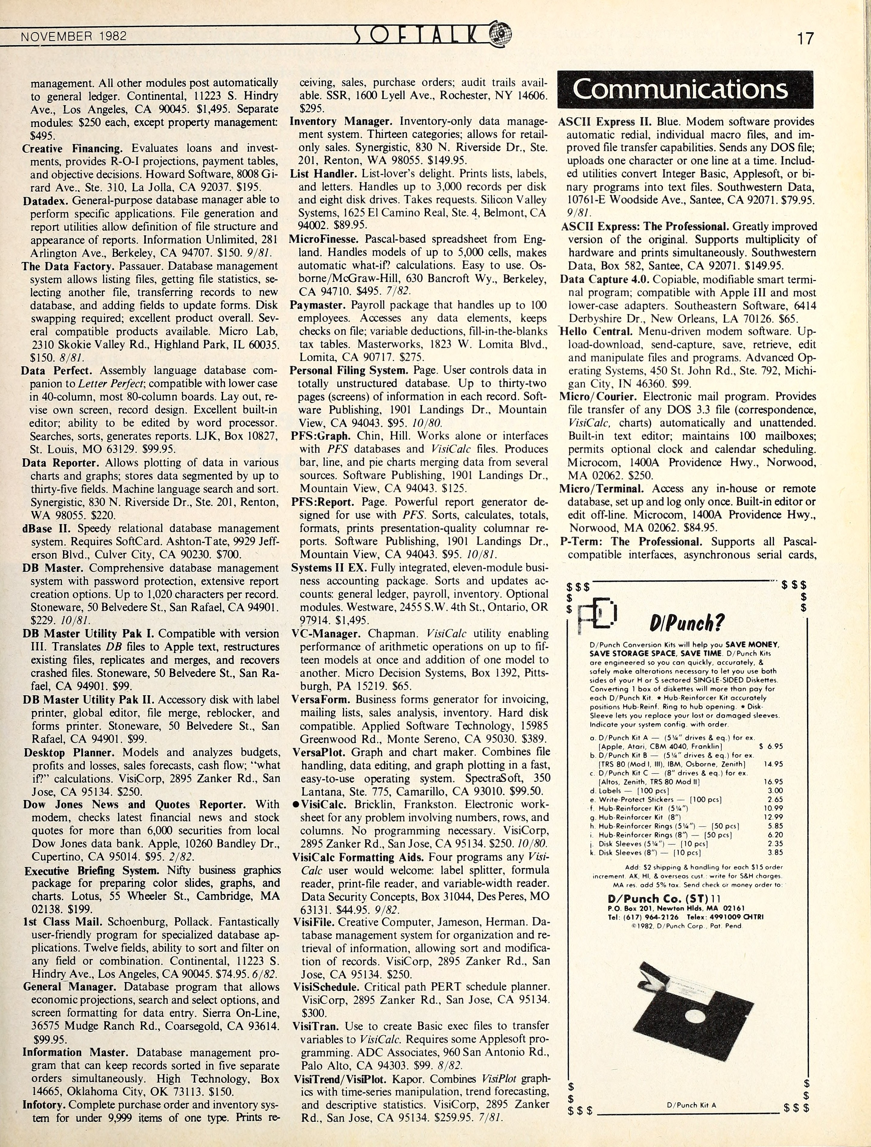 NOVEMBER 1982
SOFTALK
17
management. All other modules post automatically
to general ledger. Continental, 11223 S. Hindry
Ave., Los Angeles, CA 90045. $1,495. Separate
modules: $250 each, except property management:
$495.
Creative Financing. Evaluates loans and invest-
ments, provides R-O-I projections, payment tables,
and objective decisions. Howard Software, 8008 Gi-
rard Ave., Ste. 310, La Jolla, CA 92037. $195.
Datadex. General-purpose database manager able to
perform specific applications. File generation and
report utilities allow definition of file structure and
appearance of reports. Information Unlimited, 281
Arlington Ave., Berkeley, CA 94707. $150. 9/81.
The Data Factory. Passauer. Database management
system allows listing files, getting file statistics, se-
lecting another file, transferring records to new
database, and adding fields to update forms. Disk
swapping required; excellent product overall. Sev-
eral compatible products available. Micro Lab,
2310 Skokie Valley Rd., Highland Park, IL 60035.
$150. 8/81.
Data Perfect. Assembly language database com-
panion to Letter Perfect; compatible with lower case
in 40-column, most 80-column boards. Lay out, re-
vise own screen, record design. Excellent built-in
editor; ability to be edited by word processor.
Searches, sorts, generates reports. LJK, Box 10827,
St. Louis, MO 63129. $99.95.
Data Reporter. Allows plotting of data in various
charts and graphs; stores data segmented by up to
thirty-five fields. Machine language search and sort.
Synergistic, 830 N. Riverside Dr., Ste. 201, Renton,
WA 98055. $220.
dBase II. Speedy relational database management
system. Requires SoftCard. Ashton-Tate, 9929 Jeff-
erson Blvd., Culver City, CA 90230. $700.
DB Master. Comprehensive database management
system with password protection, extensive report
creation options. Up to 1,020 characters per record.
Stoneware, 50 Belvedere St., San Rafael, CA 94901.
$229. 10/81.
DB Master Utility Pak I. Compatible with version
III. Translates DB files to Apple text, restructures
existing files, replicates and merges, and recovers
crashed files. Stoneware, 50 Belvedere St., San Ra-
fael, CA 94901. $99.
DB Master Utility Pak II. Accessory disk with label
printer, global editor, file merge, reblocker, and
forms printer. Stoneware, 50 Belvedere St., San
Rafael, CA 94901. $99.
Desktop Planner. Models and analyzes budgets,
profits and losses, sales forecasts, cash flow; "what
if?" calculations. VisiCorp, 2895 Zanker Rd., San
Jose, CA 95134. $250.
Dow Jones News and Quotes Reporter. With
modem, checks latest financial news and stock
quotes for more than 6,000 securities from local
Dow Jones data bank. Apple, 10260 Bandley Dr.,
Cupertino, CA 95014. $95. 2/82.
Executive Briefing System. Nifty business graphics
package for preparing color slides, graphs, and
charts. Lotus, 55 Wheeler St., Cambridge, MA
02138. $199.
1st Class Mail. Schoenburg, Pollack. Fantastically
user-friendly program for specialized database ap-
plications. Twelve fields, ability to sort and filter on
any field or combination. Continental, 11223 S.
Hindry Ave., Los Angeles, CA 90045. $74.95. 6/82.
General Manager. Database program that allows
economic projections, search and select options, and
screen formatting for data entry. Sierra On-Line,
36575 Mudge Ranch Rd., Coarsegold, CA 93614.
$99.95.
Information Master. Database management pro-
gram that can keep records sorted in five separate
orders simultaneously. High Technology, Box
14665, Oklahoma City, OK 73113. $150.
Infotory. Complete purchase order and inventory sys-
tem for under 9,999 items of one type. Prints re-
ceiving, sales, purchase orders; audit trails avail-
able. SSR, 1600 Lyell Ave., Rochester, NY 14606.
$295.
Inventory Manager. Inventory-only data manage-
ment system. Thirteen categories; allows for retail-
only sales. Synergistic, 830 N. Riverside Dr., Ste.
201, Renton, WA 98055. $149.95.
List Handler. List-lover's delight. Prints lists, labels,
and letters. Handles up to 3,000 records per disk
and eight disk drives. Takes requests. Silicon Valley
Systems, 1625 El Camino Real, Ste. 4, Belmont, CA
94002. $89.95.
MicroFinesse. Pascal-based spreadsheet from Eng-
land. Handles models of up to 5,000 cells, makes
automatic what-if? calculations. Easy to use. Os-
borne/McGraw-Hill, 630 Bancroft Wy., Berkeley,
CA 94710. $495. 7/82.
Paymaster. Payroll package that handles up to 100
employees. Accesses any data elements, keeps
checks on file; variable deductions, fill-in-the-blanks
tax tables. Masterworks, 1823 W. Lomita Blvd.,
Lomita, CA 90717. $275.
Personal Filing System. Page. User controls data in
totally unstructured database. Up to thirty-two
pages (screens) of information in each record. Soft-
ware Publishing, 1901 Landings Dr., Mountain
View, CA 94043. $95. 10/80.
PFS:Graph. Chin, Hill. Works alone or interfaces
with PFS databases and VisiCalc files. Produces
bar, line, and pie charts merging data from several
sources. Software Publishing, 1901 Landings Dr.,
Mountain View, CA 94043. $125.
PFS:Report. Page. Powerful report generator de-
signed for use with PFS. Sorts, calculates, totals,
formats, prints presentation-quality columnar re-
ports. Software Publishing, 1901 Landings Dr.,
Mountain View, CA 94043. $95. 10/81.
Systems II EX. Fully integrated, eleven-module busi-
ness accounting package. Sorts and updates ac-
counts: general ledger, payroll, inventory. Optional
modules. Westware, 2455 S.W. 4th St., Ontario, OR
97914. $1,495.
VC-Manager. Chapman. VisiCalc utility enabling
performance of arithmetic operations on up to fif-
teen models at once and addition of one model to
another. Micro Decision Systems, Box 1392, Pitts-
burgh, PA 15219. $65.
VersaForm. Business forms generator for invoicing,
mailing lists, sales analysis, inventory. Hard disk
compatible. Applied Software Technology, 15985
Greenwood Rd., Monte Sereno, CA 95030. $389.
VersaPlot. Graph and chart maker. Combines file
handling, data editing, and graph plotting in a fast,
easy-to-use operating system. SpectraSoft, 350
Lantana, Ste. 775, Camarillo, CA 93010. $99.50.
●VisiCalc. Bricklin, Frankston. Electronic work-
sheet for any problem involving numbers, rows, and
columns. No programming necessary. VisiCorp,
2895 Zanker Rd., San Jose, CA 95134. $250. 10/80.
VisiCalc Formatting Aids. Four programs any Visi-
Calc user would welcome: label splitter, formula
reader, print-file reader, and variable-width reader.
Data Security Concepts, Box 31044, Des Peres, MO
63131. $44.95. 9/82.
VisiFile. Creative Computer, Jameson, Herman. Da-
tabase management system for organization and re-
trieval of information, allowing sort and modifica-
tion of records. VisiCorp, 2895 Zanker Rd., San
Jose, CA 95134. $250.
VisiSchedule. Critical path PERT schedule planner.
VisiCorp, 2895 Zanker Rd., San Jose, CA 95134.
$300.
VisiTran. Use to create Basic exec files to transfer
variables to VisiCalc. Requires some Applesoft pro-
gramming. ADC Associates, 960 San Antonio Rd.,
Palo Alto, CA 94303. $99. 8/82.
VisiTrend/VisiPlot. Kapor. Combines VisiPlot graph-
ics with time-series manipulation, trend forecasting,
and descriptive statistics. VisiCorp, 2895 Zanker
Rd., San Jose, CA 95134. $259.95. 7/81.
Communications
ASCII Express II. Blue. Modem software provides
automatic redial, individual macro files, and im-
proved file transfer capabilities. Sends any DOS file;
uploads one character or one line at a time. Includ-
ed utilities convert Integer Basic, Applesoft, or bi-
nary programs into text files. Southwestern Data,
10761-E Woodside Ave., Santee, CA 92071. $79.95.
9/81.
ASCII Express: The Professional. Greatly improved
version of the original. Supports multiplicity of
hardware and prints simultaneously. Southwestern
Data, Box 582, Santee, CA 92071. $149.95.
Data Capture 4.0. Copiable, modifiable smart termi-
nal program; compatible with Apple III and most
lower-case adapters. Southeastern Software, 6414
Derbyshire Dr., New Orleans, LA 70126. $65.
Hello Central. Menu-driven modem software. Up-
load-download, send-capture, save, retrieve, edit
and manipulate files and programs. Advanced Op-
erating Systems, 450 St. John Rd., Ste. 792, Michi-
gan City, IN 46360. $99.
Micro/Courier. Electronic mail program. Provides
file transfer of any DOS 3.3 file (correspondence,
VisiCalc, charts) automatically and unattended.
Built-in text editor; maintains 100 mailboxes;
permits optional clock and calendar scheduling.
Microcom, 1400A Providence Hwy., Norwood,
MA 02062. $250.
Micro/Terminal. Access any in-house or remote
database, set up and log only once. Built-in editor or
edit off-line. Microcom, 1400A Providence Hwy.,
Norwood, MA 02062. $84.95.
P-Term: The Professional. Supports all Pascal-
compatible interfaces, asynchronous serial cards,
$$$ $$$
$ $
$ $
D/Punch?
D/Punch Conversion Kits will help you SAVE MONEY,
SAVE STORAGE SPACE, SAVE TIME. D/Punch Kits
are engineered so you can quickly, accurately, &
safely make alterations necessary to let you use both
sides of your H or S sectored SINGLE-SIDED Diskettes.
Converting 1 box of diskettes will more than pay for
each D/Punch Kit. • Hub-Reinforcer Kit accurately
positions Hub-Reinf. Ring to hub opening. • Disk-
Sleeve lets you replace your lost or damaged sleeves.
Indicate your system config. with order.
a. D/Punch Kit A — (5¼" drives & eq.) for ex.
[Apple, Atari, CBM 4040, Franklin] $ 6.95
b. D/Punch Kit B — (5¼" drives & eq.) for ex.
[TRS 80 (Mod I, III), IBM, Osborne, Zenith] 14.95
c. D/Punch Kit C — (8" drives & eq.) for ex.
[Altos, Zenith, TRS 80 Mod II] 16.95
d. Labels — [100 pcs] 3.00
e. Write-Protect Stickers — [100 pcs] 2.65
f. Hub-Reinforcer Kit (5¼") 10.99
g. Hub-Reinforcer Kit (8") 12.99
h. Hub-Reinforcer Rings (5¼") — [50 pcs] 5.85
i. Hub-Reinforcer Rings (8") — [50 pcs] 6.20
j. Disk Sleeves (5¼") — [10 pcs] 2.35
k. Disk Sleeves (8") — [10 pcs] 3.85
Add: $2 shipping & handling for each $15 order
increment. AK, HI, & overseas cust.: write for S&H charges.
MA res. add 5% tax. Send check or money order to:
D/Punch Co. (ST) 11
P.O. Box 201, Newton Hlds, MA 02161
Tel: (617) 964-2126 Telex: 4991009 CHTRI
©1982, D/Punch Corp., Pat. Pend.
$ $
$ $
D/Punch Kit A
$$$ $$$